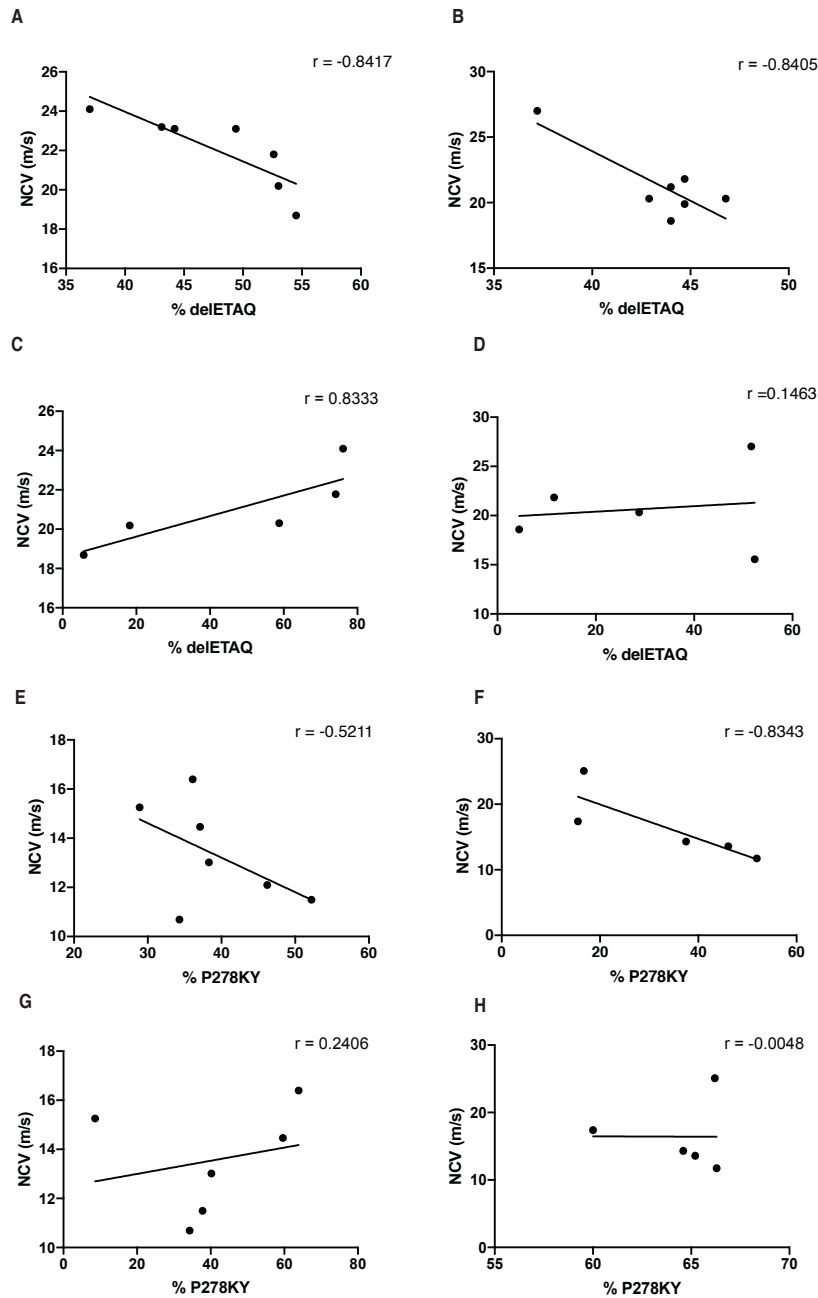 A
r = -0.8417
NCV (m/s)
26
24
22
20
18
16
35 40 45 50 55 60
% delETAQ
B
r = -0.8405
NCV (m/s)
30
25
20
15
35 40 45 50
% delETAQ
C
r = 0.8333
NCV (m/s)
26
24
22
20
18
16
0 20 40 60 80
% delETAQ
D
r =0.1463
NCV (m/s)
30
25
20
15
10
0 20 40 60
% delETAQ
E
r = -0.5211
NCV (m/s)
18
16
14
12
10
20 30 40 50 60
% P278KY
F
r = -0.8343
NCV (m/s)
30
20
10
0
0 20 40 60
% P278KY
G
r = 0.2406
NCV (m/s)
18
16
14
12
10
0 20 40 60 80
% P278KY
H
r = -0.0048
NCV (m/s)
30
20
10
0
55 60 65 70
% P278KY